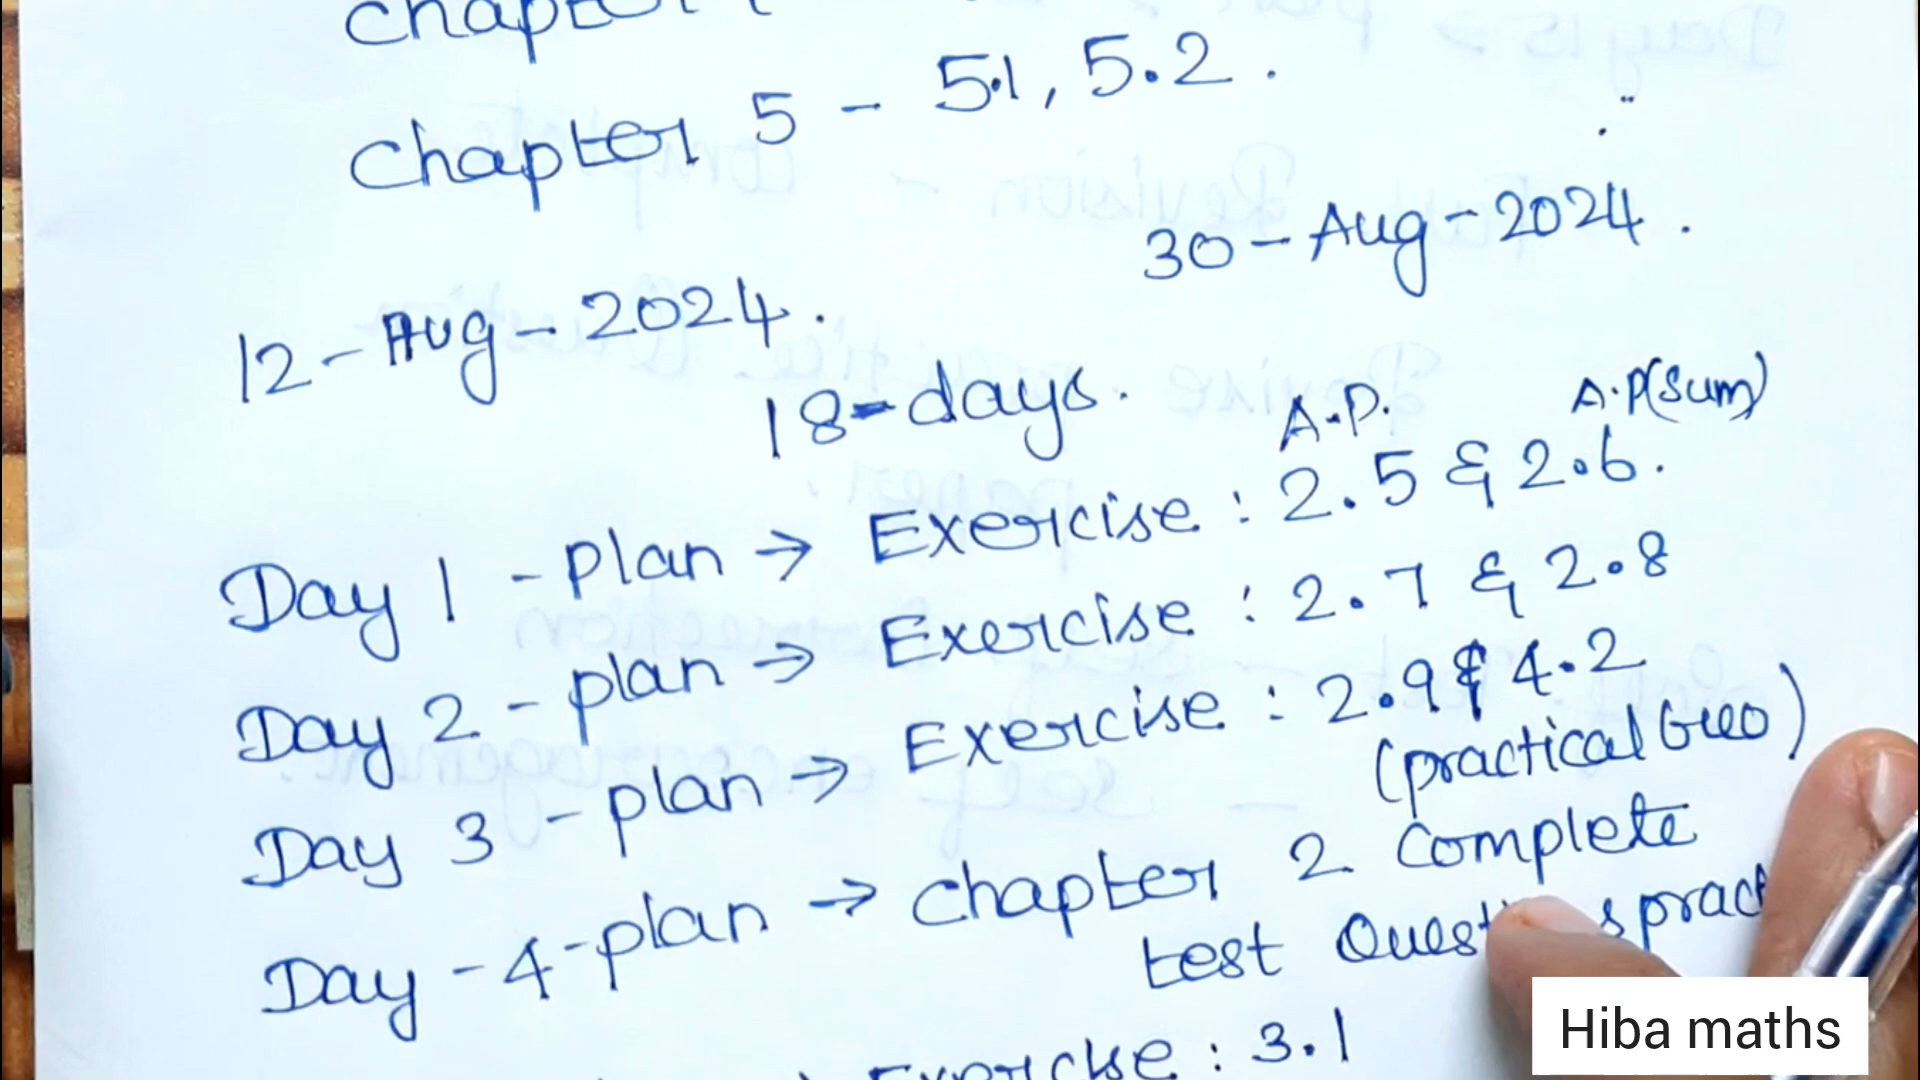 Chapter
Chapter 5 - 5.1, 5.2.
30-Aug-2024.
12-Aug-2024.
18-days.
A.P. A.P(sum)
Day 1 - Plan → Exercise : 2.5 & 2.6.
Day 2 - plan → Exercise : 2.7 & 2.8
Day 3 - plan → Exercise : 2.9 & 4.2
(practical Geo)
Day - 4 - plan → chapter 2 complete
test
Exercise : 3.1
Hiba maths